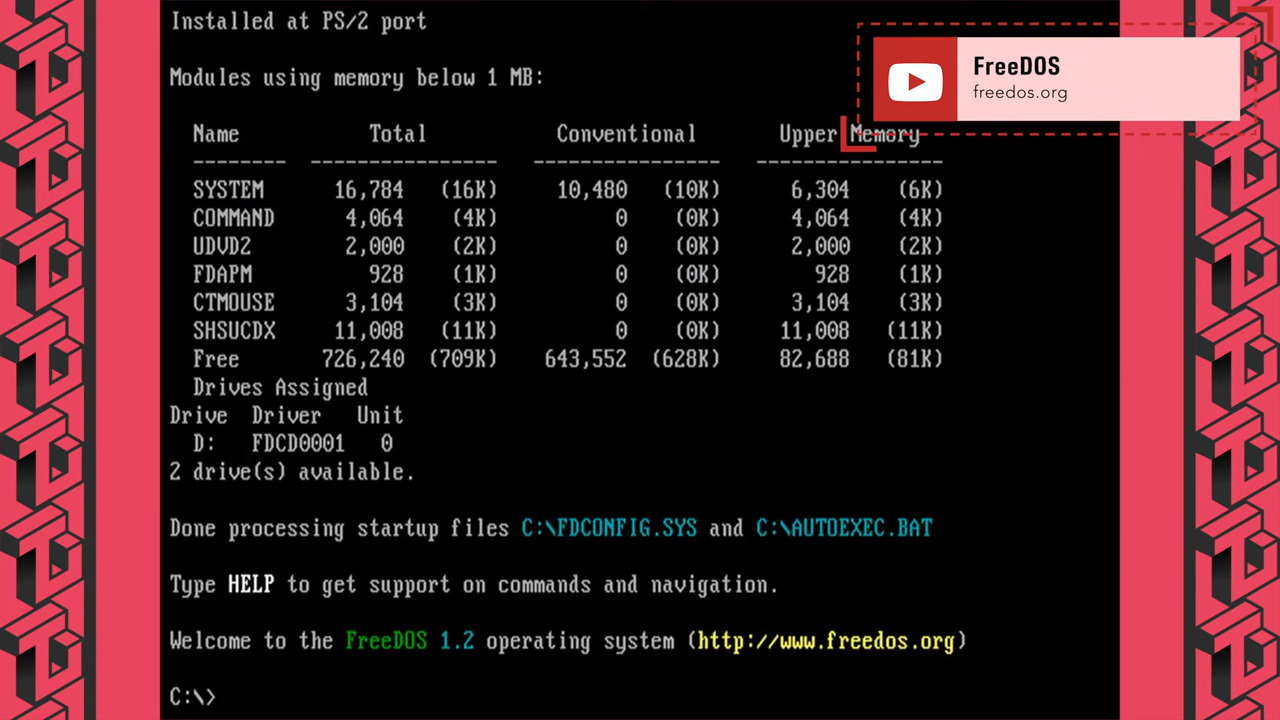 Installed at PS/2 port
FreeDOS
freedos.org
Modules using memory below 1 MB:
Name Total Conventional Upper Memory
-------- ---------------- ---------------- ----------------
SYSTEM 16,784 (16K) 10,480 (10K) 6,304 (6K)
COMMAND 4,064 (4K) 0 (0K) 4,064 (4K)
UDVD2 2,000 (2K) 0 (0K) 2,000 (2K)
FDAPM 928 (1K) 0 (0K) 928 (1K)
CTMOUSE 3,104 (3K) 0 (0K) 3,104 (3K)
SHSUCDX 11,008 (11K) 0 (0K) 11,008 (11K)
Free 726,240 (709K) 643,552 (628K) 82,688 (81K)
Drives Assigned
Drive Driver Unit
D: FDCD0001 0
2 drive(s) available.
Done processing startup files C:\FDCONFIG.SYS and C:\AUTOEXEC.BAT
Type HELP to get support on commands and navigation.
Welcome to the FreeDOS 1.2 operating system (http://www.freedos.org)
C:\>